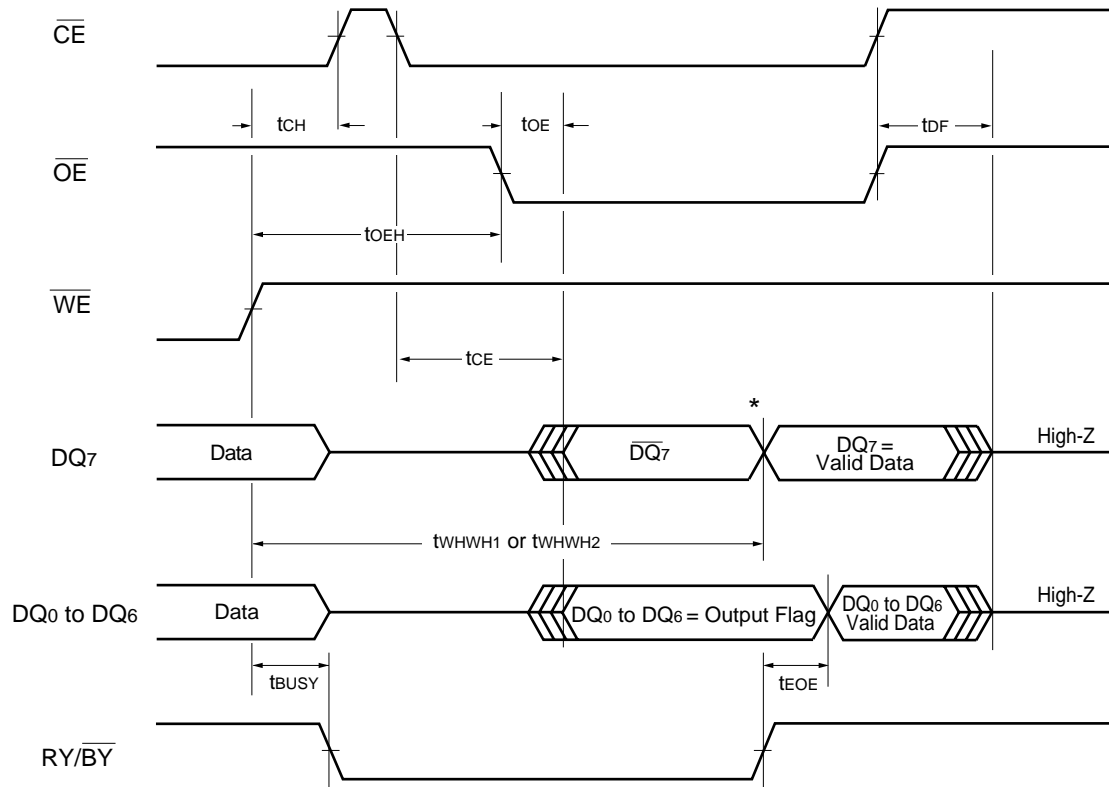 CE
tCH
tOE
tDF
OE
tOEH
WE
tCE
*
DQ7
Data
DQ7
DQ7 =
Valid Data
High-Z
tWHWH1 or tWHWH2
DQ0 to DQ6
Data
DQ0 to DQ6 = Output Flag
DQ0 to DQ6
Valid Data
High-Z
tBUSY
tEOE
RY/BY